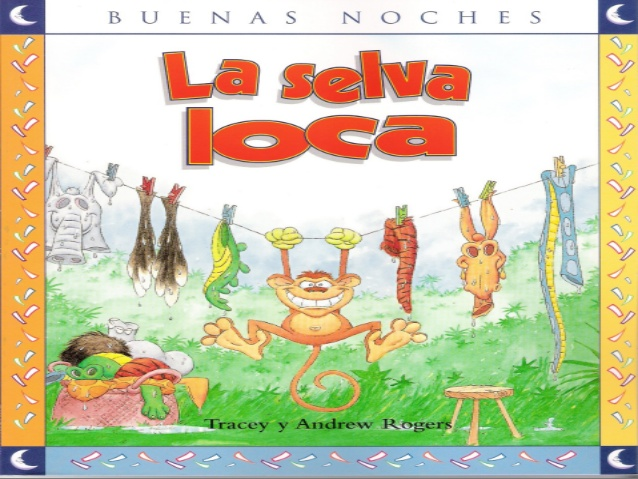 BUENAS NOCHES
La selva
loca
Tracey y Andrew Rogers